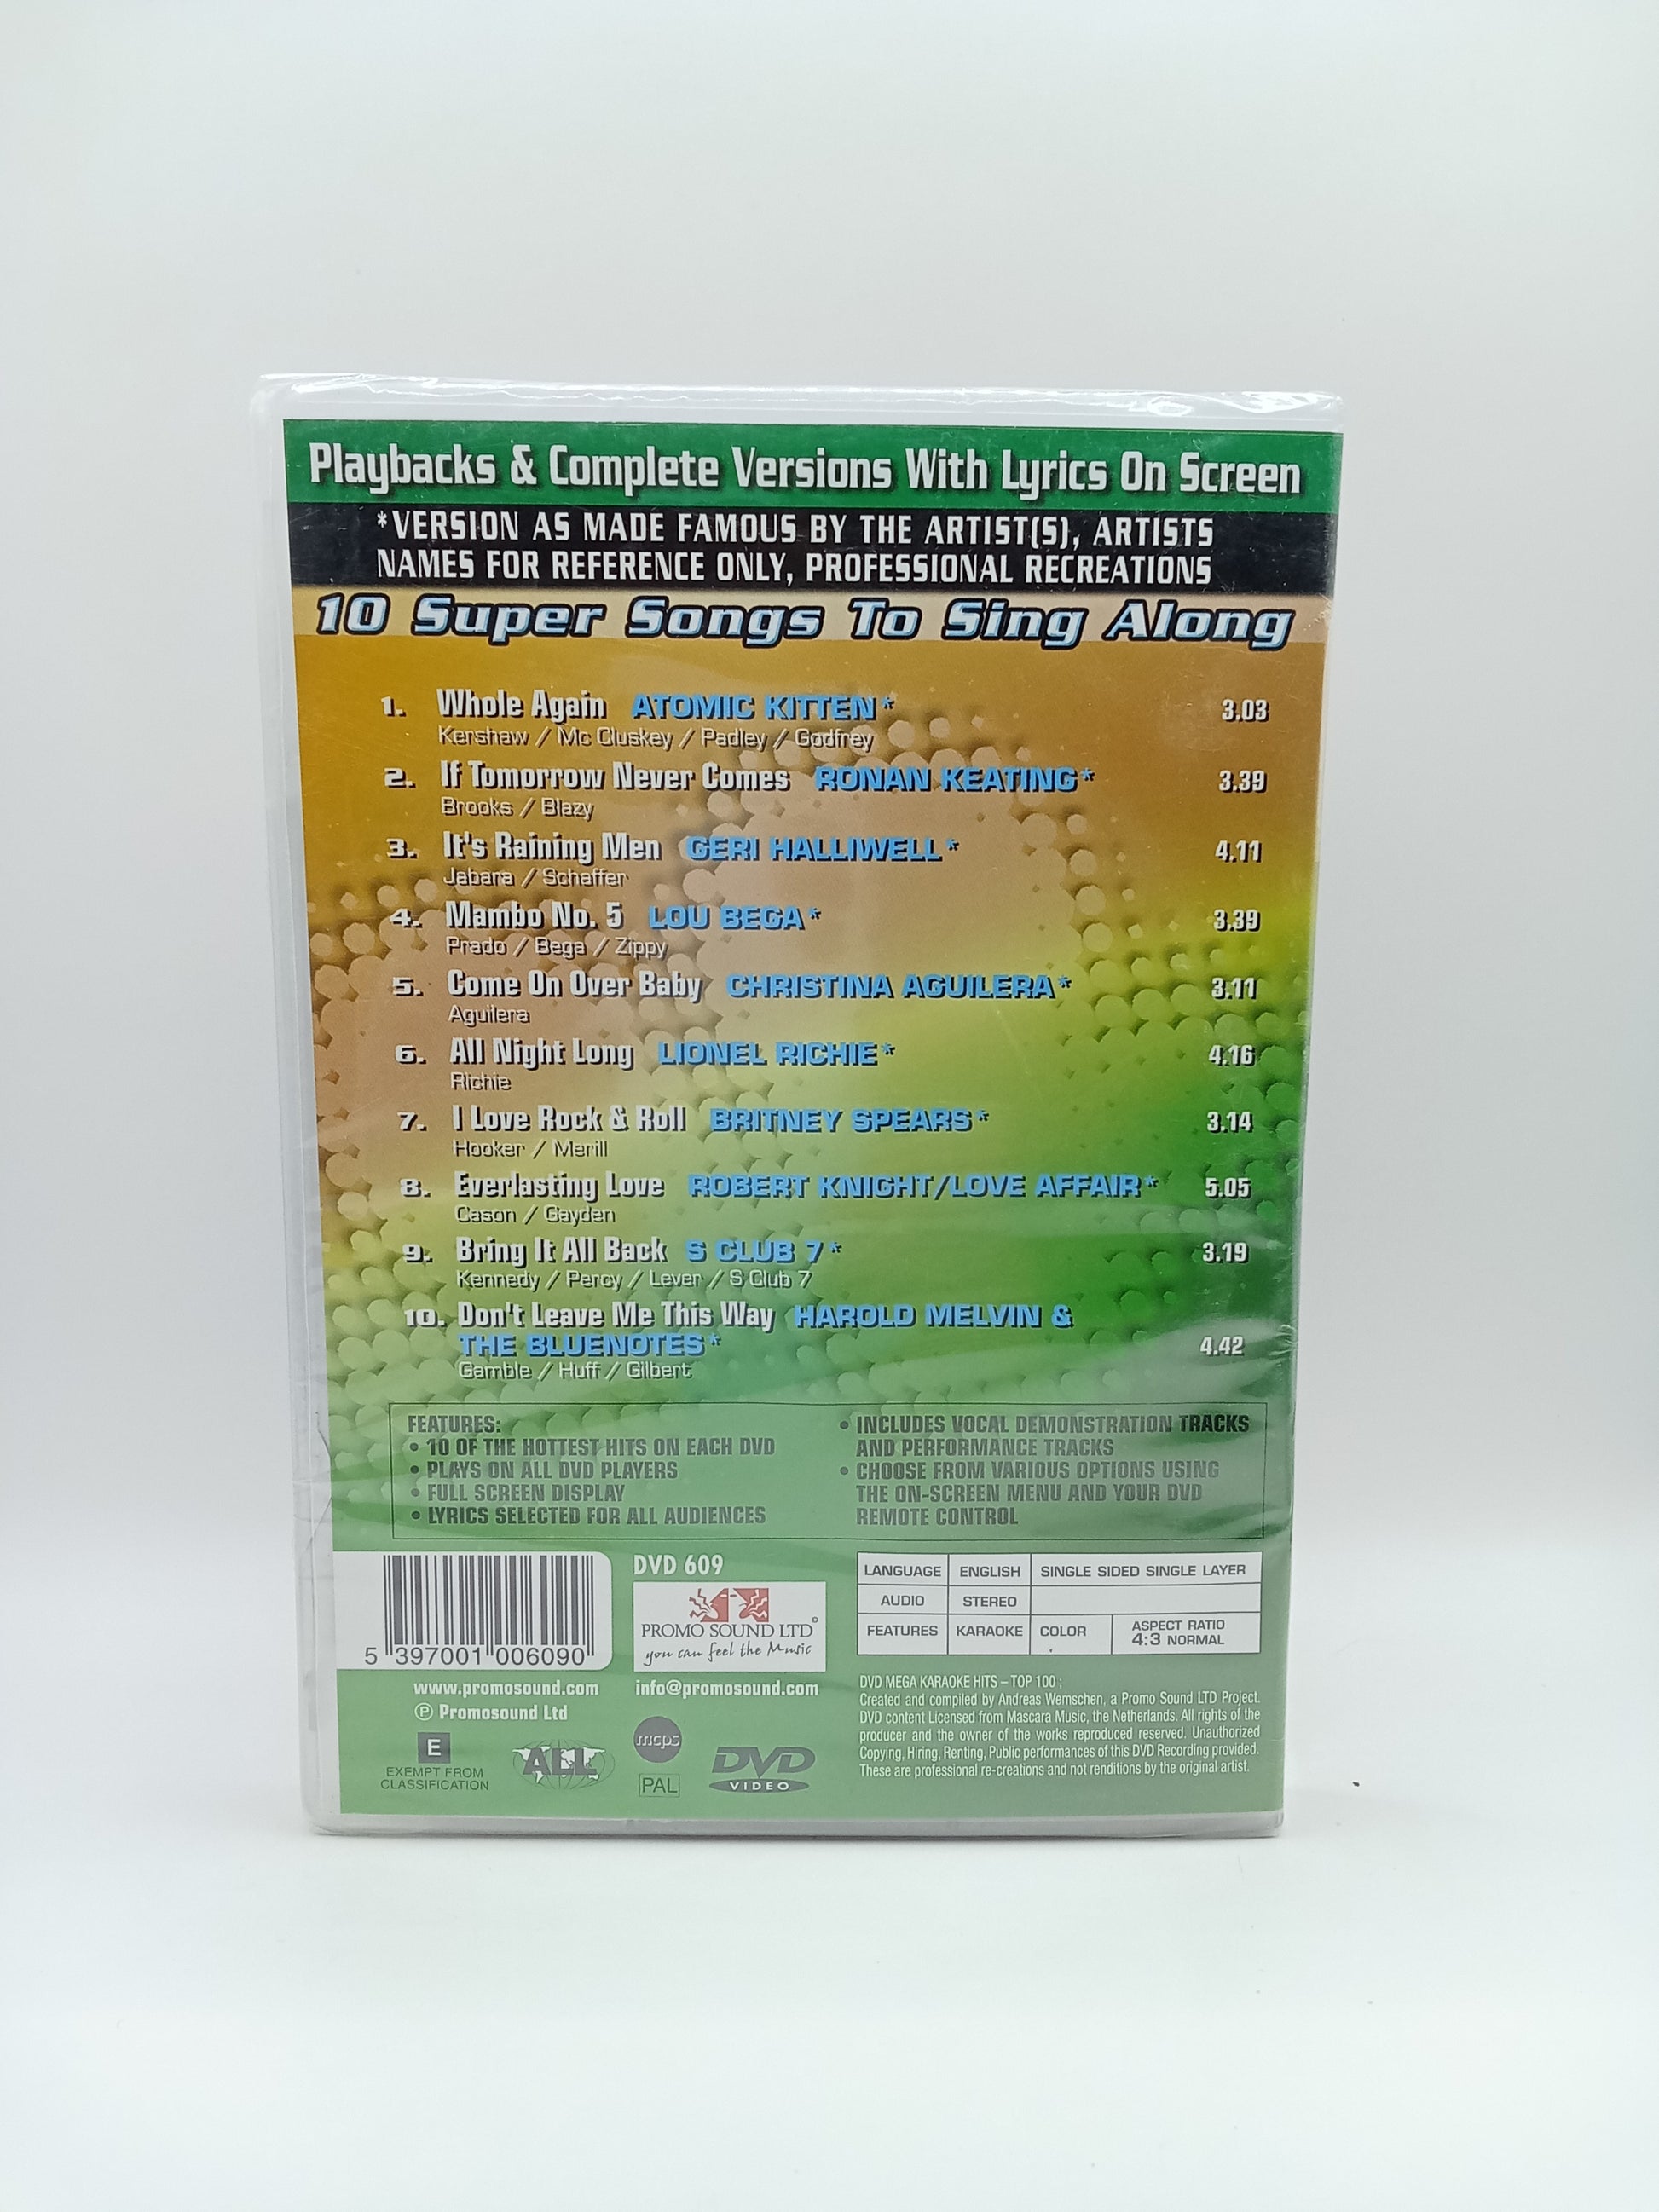 Playbacks & Complete Versions With Lyrics On Screen
*VERSION AS MADE FAMOUS BY THE ARTIST(S), ARTISTS
NAMES FOR REFERENCE ONLY, PROFESSIONAL RECREATIONS
10 Super Songs To Sing Along
1. Whole Again ATOMIC KITTEN* 3.03
Kershaw / Mc Cluskey / Padley / Godfrey
2. If Tomorrow Never Comes RONAN KEATING* 3.39
Brooks / Blazy
3. It's Raining Men GERI HALLIWELL* 4.11
Jabara / Schaffer
4. Mambo No. 5 LOU BEGA* 3.39
Prado / Bega / Zippy
5. Come On Over Baby CHRISTINA AGUILERA* 3.11
Aguilera
6. All Night Long LIONEL RICHIE* 4.16
Richie
7. I Love Rock & Roll BRITNEY SPEARS* 3.14
Hooker / Merill
8. Everlasting Love ROBERT KNIGHT/LOVE AFFAIR* 5.05
Cason / Gayden
9. Bring It All Back S CLUB 7* 3.19
Kennedy / Percy / Lever / S Club 7
10. Don't Leave Me This Way HAROLD MELVIN &
THE BLUENOTES* 4.42
Gamble / Huff / Gilbert
FEATURES:
• 10 OF THE HOTTEST HITS ON EACH DVD
• PLAYS ON ALL DVD PLAYERS
• FULL SCREEN DISPLAY
• LYRICS SELECTED FOR ALL AUDIENCES
• INCLUDES VOCAL DEMONSTRATION TRACKS
AND PERFORMANCE TRACKS
• CHOOSE FROM VARIOUS OPTIONS USING
THE ON-SCREEN MENU AND YOUR DVD
REMOTE CONTROL
5 397001 006090
DVD 609
PROMO SOUND LTD ©
you can feel the Music
LANGUAGE ENGLISH SINGLE SIDED SINGLE LAYER
AUDIO STEREO
FEATURES KARAOKE COLOR ASPECT RATIO
4:3 NORMAL
www.promosound.com
info@promosound.com
℗ Promosound Ltd
E
EXEMPT FROM
CLASSIFICATION
ALL
mcps
PAL
DVD
VIDEO
DVD MEGA KARAOKE HITS – TOP 100 ;
Created and compiled by Andreas Wemschen, a Promo Sound LTD Project.
DVD content Licensed from Mascara Music, the Netherlands. All rights of the
producer and the owner of the works reproduced reserved. Unauthorized
Copying, Hiring, Renting, Public performances of this DVD Recording provided.
These are professional re-creations and not renditions by the original artist.